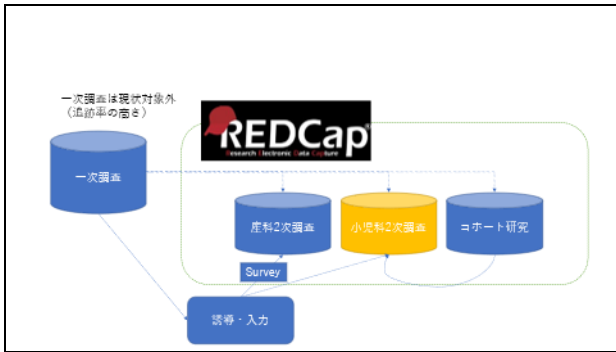 一次調査は現状対象外
（追跡率の高さ）
REDCap®
Research Electronic Data Capture
一次調査
産科2次調査
小児科2次調査
コホート研究
Survey
誘導・入力